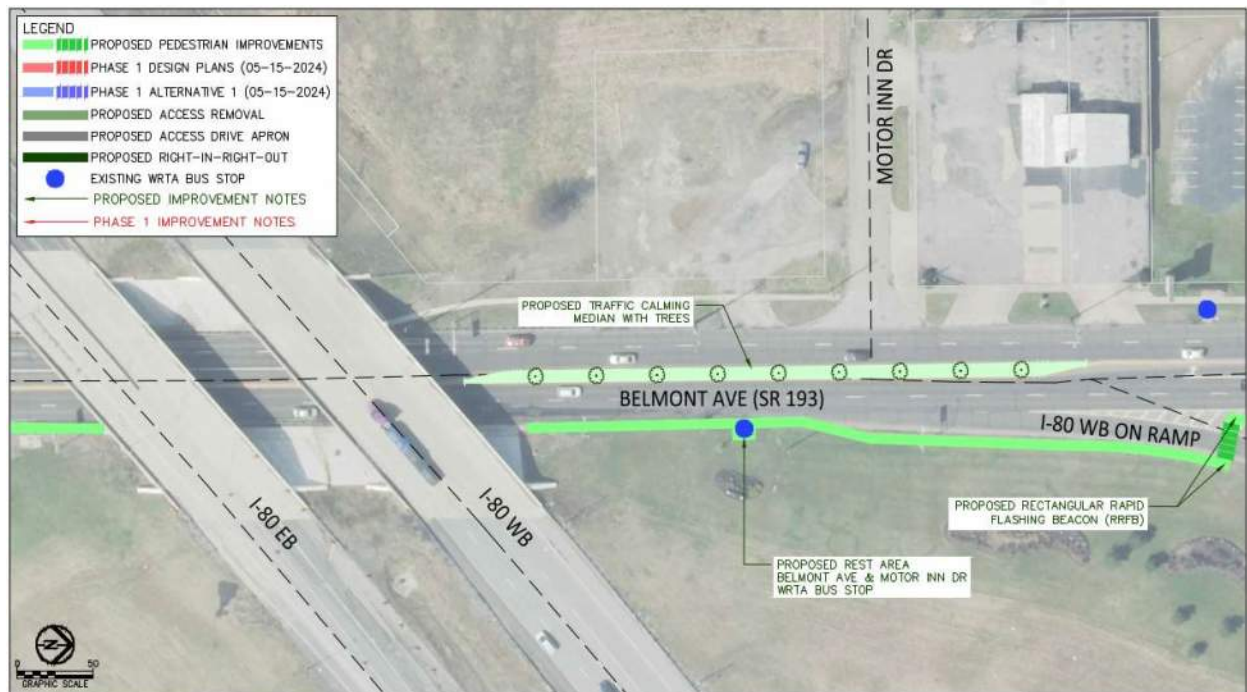 LEGEND
PROPOSED PEDESTRIAN IMPROVEMENTS
PHASE 1 DESIGN PLANS (05-15-2024)
PHASE 1 ALTERNATIVE 1 (05-15-2024)
PROPOSED ACCESS REMOVAL
PROPOSED ACCESS DRIVE APRON
PROPOSED RIGHT-IN-RIGHT-OUT
EXISTING WRTA BUS STOP
PROPOSED IMPROVEMENT NOTES
PHASE 1 IMPROVEMENT NOTES
MOTOR INN DR
PROPOSED TRAFFIC CALMING
MEDIAN WITH TREES
BELMONT AVE (SR 193)
I-80 WB ON RAMP
I-80 EB
I-80 WB
PROPOSED RECTANGULAR RAPID
FLASHING BEACON (RRFB)
PROPOSED REST AREA
BELMONT AVE & MOTOR INN DR
WRTA BUS STOP
N
0 50
GRAPHIC SCALE